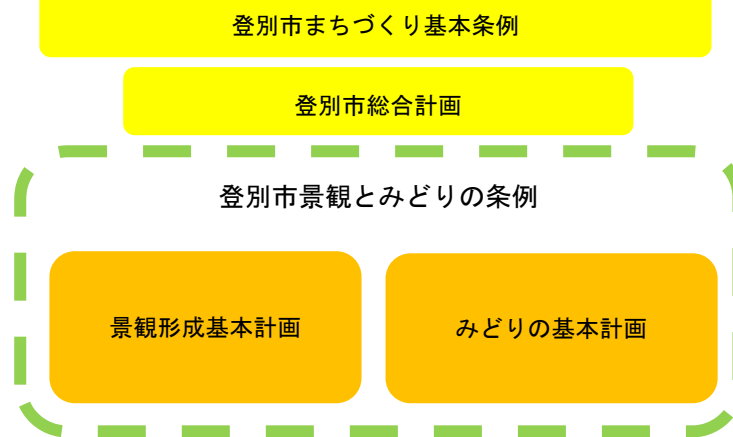 登別市まちづくり基本条例
登別市総合計画
登別市景観とみどりの条例
景観形成基本計画
みどりの基本計画